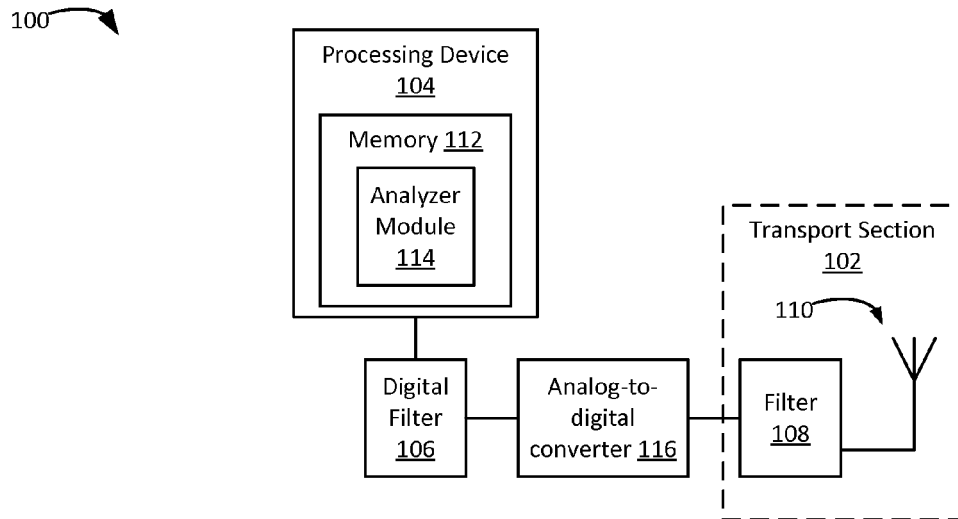 100
Processing Device
104
Memory 112
Analyzer
Module
114
Transport Section
102
110
Digital
Filter
106
Analog-to-
digital
converter 116
Filter
108